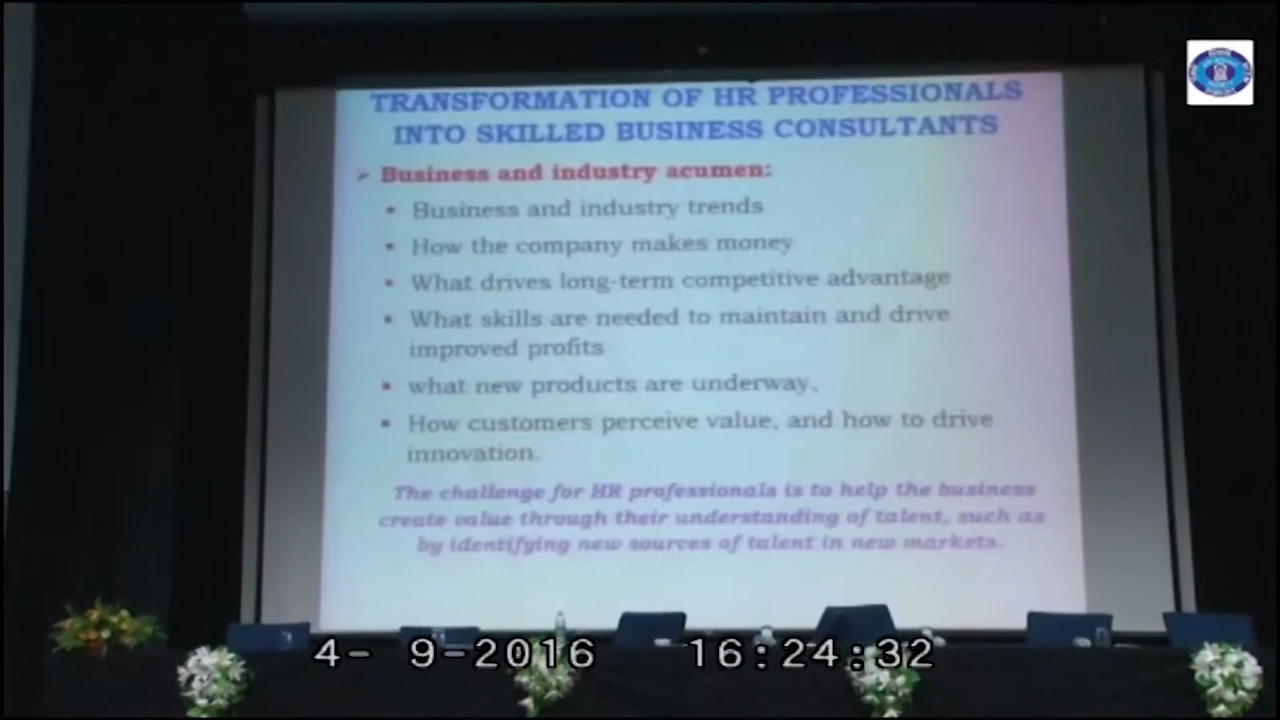 TRANSFORMATION OF HR PROFESSIONALS
INTO SKILLED BUSINESS CONSULTANTS
Business and industry acumen:
Business and industry trends
How the company makes money
What drives long-term competitive advantage
What skills are needed to maintain and drive
improved profits
what new products are underway,
How customers perceive value, and how to drive
innovation.
The challenge for HR professionals is to help the business
create value through their understanding of talent, such as
by identifying new sources of talent in new markets.
4- 9-2016 16:24:32